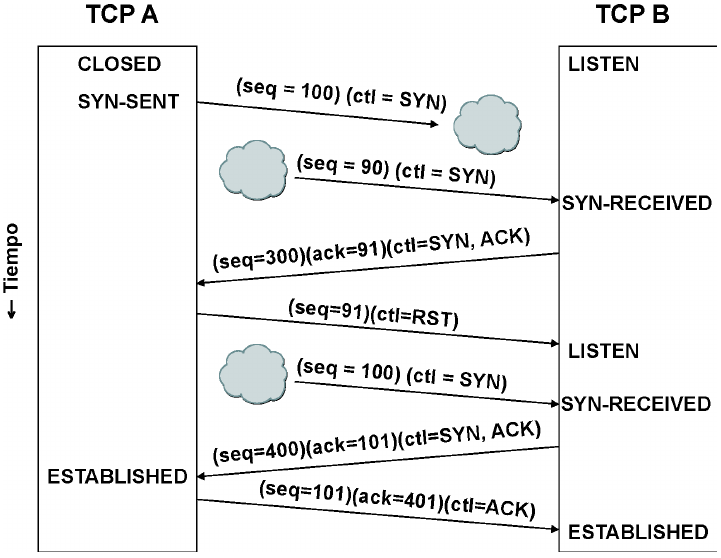 TCP A
TCP B
CLOSED
LISTEN
SYN-SENT
(seq = 100) (ctl = SYN)
(seq = 90) (ctl = SYN)
SYN-RECEIVED
(seq=300)(ack=91)(ctl=SYN, ACK)
← Tiempo
(seq=91)(ctl=RST)
LISTEN
(seq = 100) (ctl = SYN)
SYN-RECEIVED
(seq=400)(ack=101)(ctl=SYN, ACK)
ESTABLISHED
(seq=101)(ack=401)(ctl=ACK)
ESTABLISHED